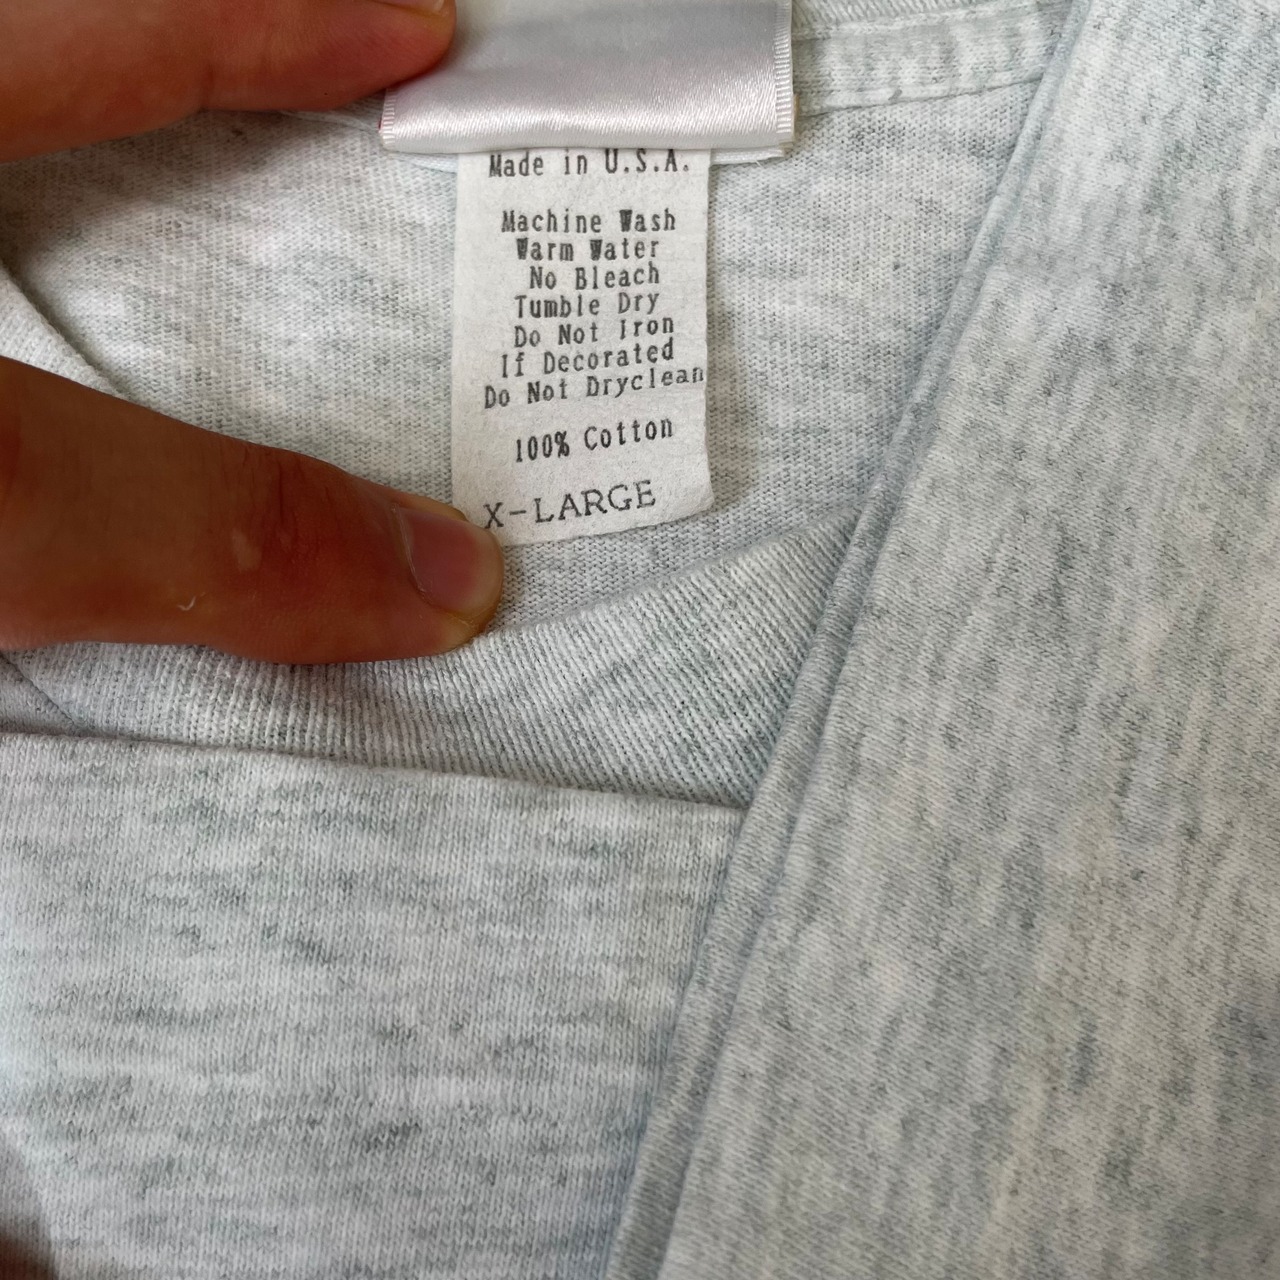 Made in U.S.A.
Machine Wash
Warm Water
No Bleach
Tumble Dry
Do Not Iron
If Decorated
Do Not Dryclean
100% Cotton
X-LARGE